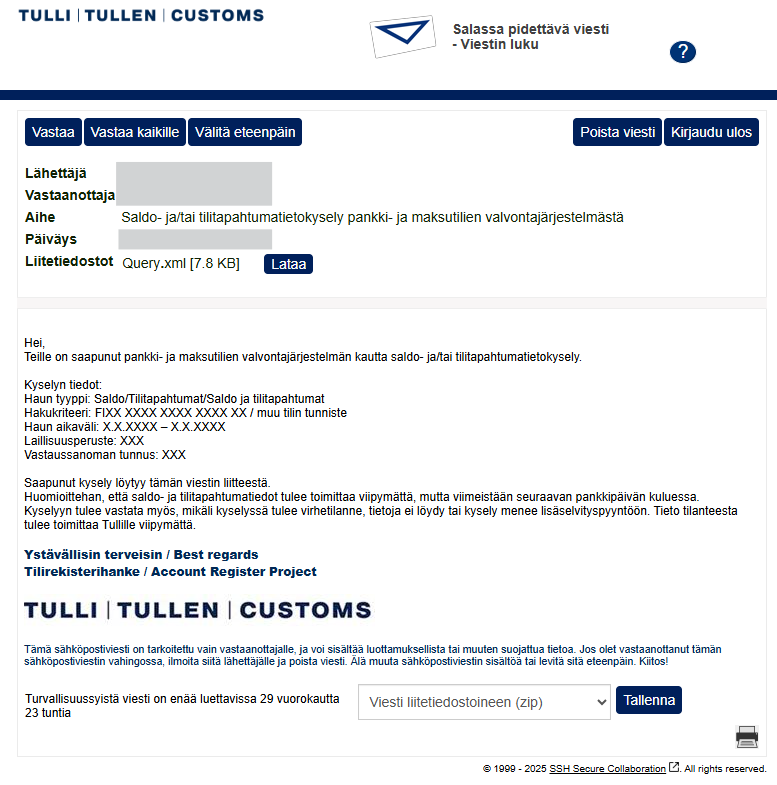 TULLI | TULLEN | CUSTOMS
Salassa pidettävä viesti
- Viestin luku
?
Vastaa Vastaa kaikille Välitä eteenpäin Poista viesti Kirjaudu ulos
Lähettäjä
Vastaanottaja
Aihe Saldo- ja/tai tilitapahtumatietokysely pankki- ja maksutilien valvontajärjestelmästä
Päiväys
Liitetiedostot Query.xml [7.8 KB] Lataa
Hei,
Teille on saapunut pankki- ja maksutilien valvontajärjestelmän kautta saldo- ja/tai tilitapahtumatietokysely.
Kyselyn tiedot:
Haun tyyppi: Saldo/Tilitapahtumat/Saldo ja tilitapahtumat
Hakukriteeri: FIXX XXXX XXXX XXXX XX / muu tilin tunniste
Haun aikaväli: X.X.XXXX – X.X.XXXX
Laillisuusperuste: XXX
Vastaussanoman tunnus: XXX
Saapunut kysely löytyy tämän viestin liitteestä.
Huomioittehan, että saldo- ja tilitapahtumatiedot tulee toimittaa viipymättä, mutta viimeistään seuraavan pankkipäivän kuluessa.
Kyselyyn tulee vastata myös, mikäli kyselyssä tulee virhetilanne, tietoja ei löydy tai kysely menee lisäselvityspyyntöön. Tieto tilanteesta
tulee toimittaa Tullille viipymättä.
Ystävällisin terveisin / Best regards
Tilirekisterihanke / Account Register Project
TULLI | TULLEN | CUSTOMS
Tämä sähköpostiviesti on tarkoitettu vain vastaanottajalle, ja voi sisältää luottamuksellista tai muuten suojattua tietoa. Jos olet vastaanottanut tämän
sähköpostiviestin vahingossa, ilmoita siitä lähettäjälle ja poista viesti. Älä muuta sähköpostiviestin sisältöä tai levitä sitä eteenpäin. Kiitos!
Turvallisuussyistä viesti on enää luettavissa 29 vuorokautta
23 tuntia
Viesti liitetiedostoineen (zip) Tallenna
© 1999 - 2025 SSH Secure Collaboration. All rights reserved.